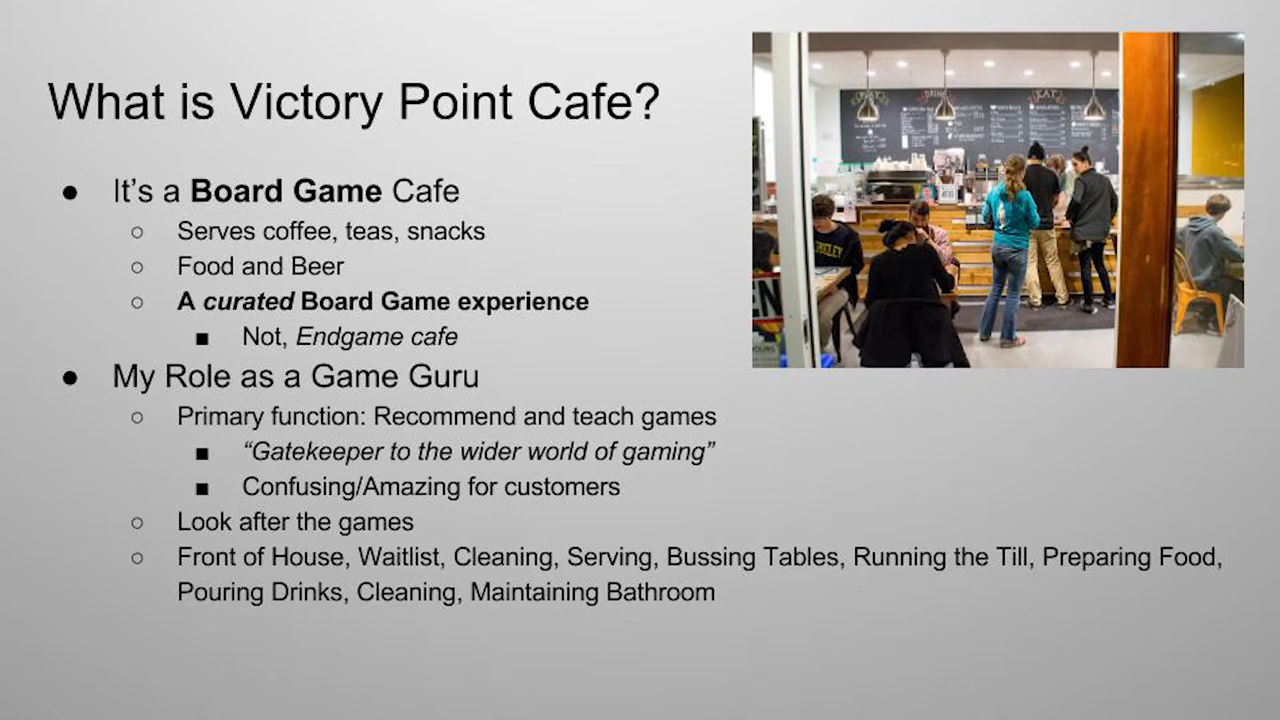 What is Victory Point Cafe?
● It’s a Board Game Cafe
○ Serves coffee, teas, snacks
○ Food and Beer
○ A curated Board Game experience
■ Not, Endgame cafe
● My Role as a Game Guru
○ Primary function: Recommend and teach games
■ “Gatekeeper to the wider world of gaming”
■ Confusing/Amazing for customers
○ Look after the games
○ Front of House, Waitlist, Cleaning, Serving, Bussing Tables, Running the Till, Preparing Food,
Pouring Drinks, Cleaning, Maintaining Bathroom
DRINK
EAT